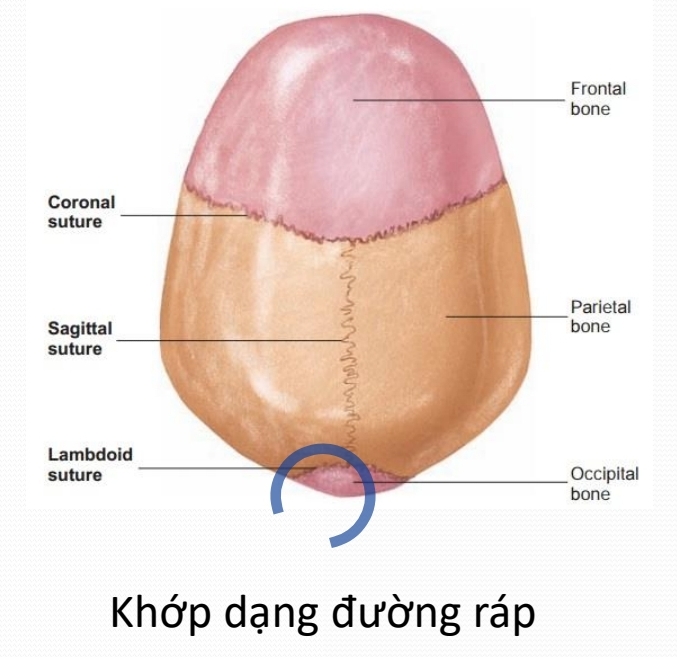 Frontal
bone
Coronal
suture
Parietal
bone
Sagittal
suture
Lambdoid
suture
Occipital
bone
Khớp dạng đường ráp